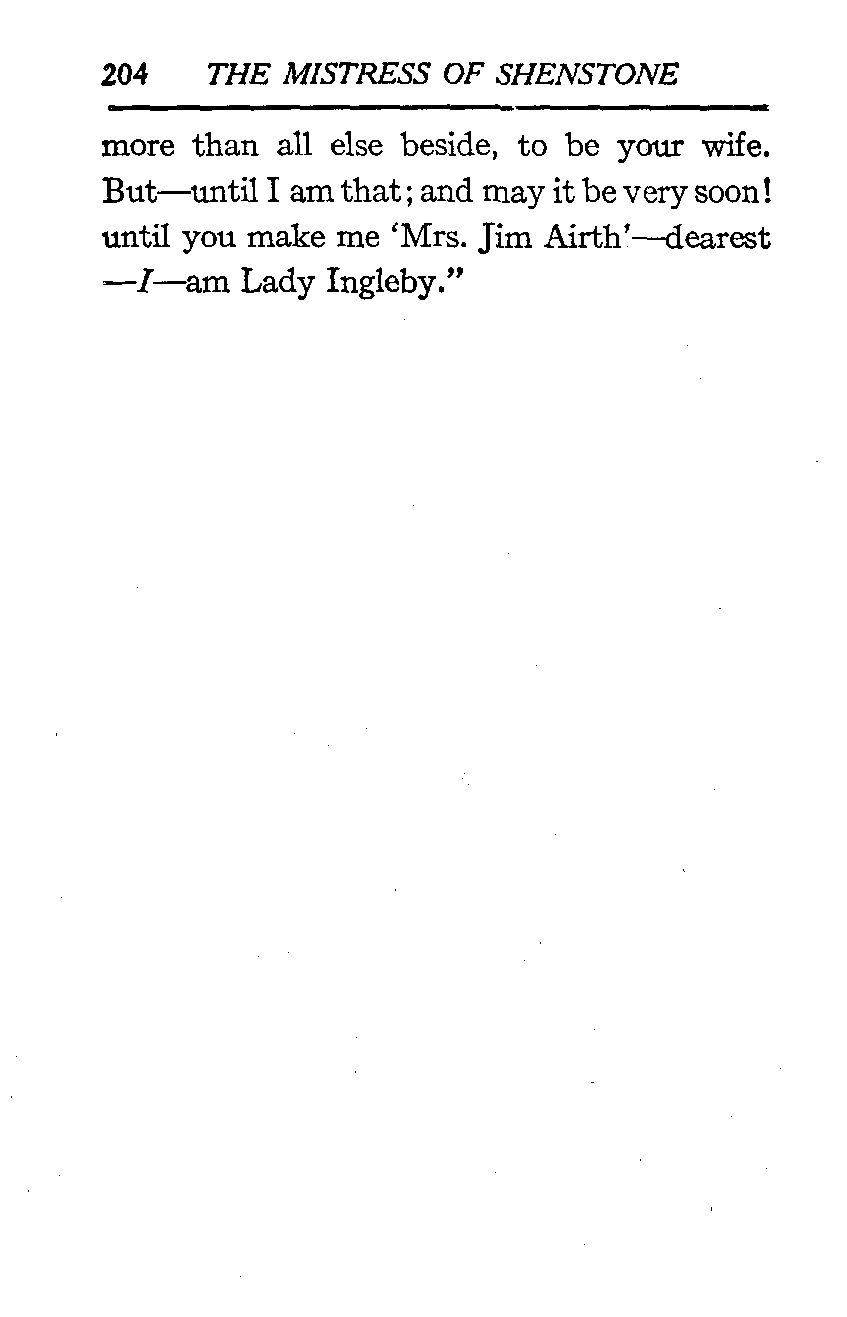 204 THE MISTRESS OF SHENSTONE
more than all else beside, to be your wife.
But—until I am that; and may it be very soon!
until you make me ‘Mrs. Jim Airth’—dearest
—I—am Lady Ingleby.”